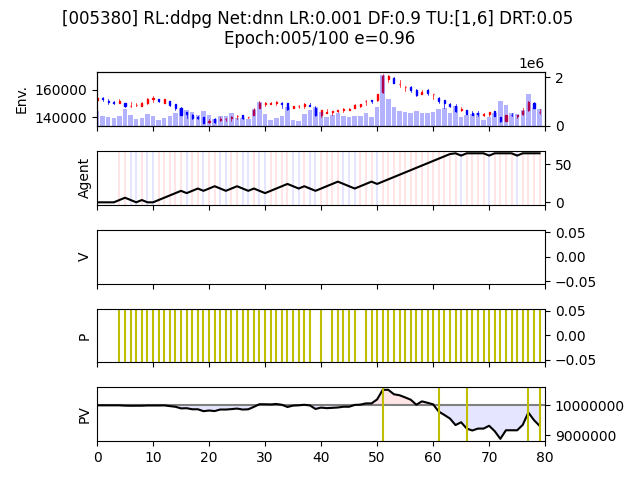 [005380] RL:ddpg Net:dnn LR:0.001 DF:0.9 TU:[1,6] DRT:0.05
Epoch:005/100 e=0.96
1e6
Env.
160000
140000
2
0
Agent
50
0
V
0.05
0.00
−0.05
P
0.05
0.00
−0.05
PV
10000000
9000000
0 10 20 30 40 50 60 70 80